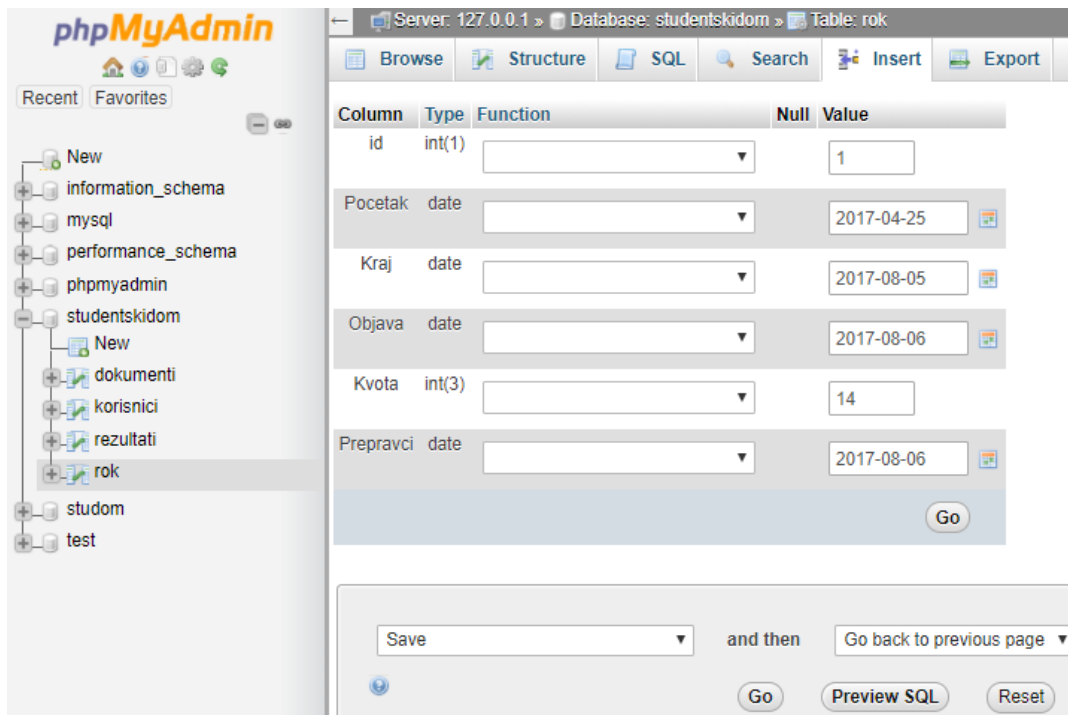 phpMyAdmin
Recent Favorites
New
information_schema
mysql
performance_schema
phpmyadmin
studentskidom
New
dokumenti
korisnici
rezultati
rok
studom
test
Server: 127.0.0.1 » Database: studentskidom » Table: rok
Browse Structure SQL Search Insert Export
Column Type Function Null Value
id int(1) 1
Pocetak date 2017-04-25
Kraj date 2017-08-05
Objava date 2017-08-06
Kvota int(3) 14
Prepravci date 2017-08-06
Go
Save and then Go back to previous page
Go Preview SQL Reset